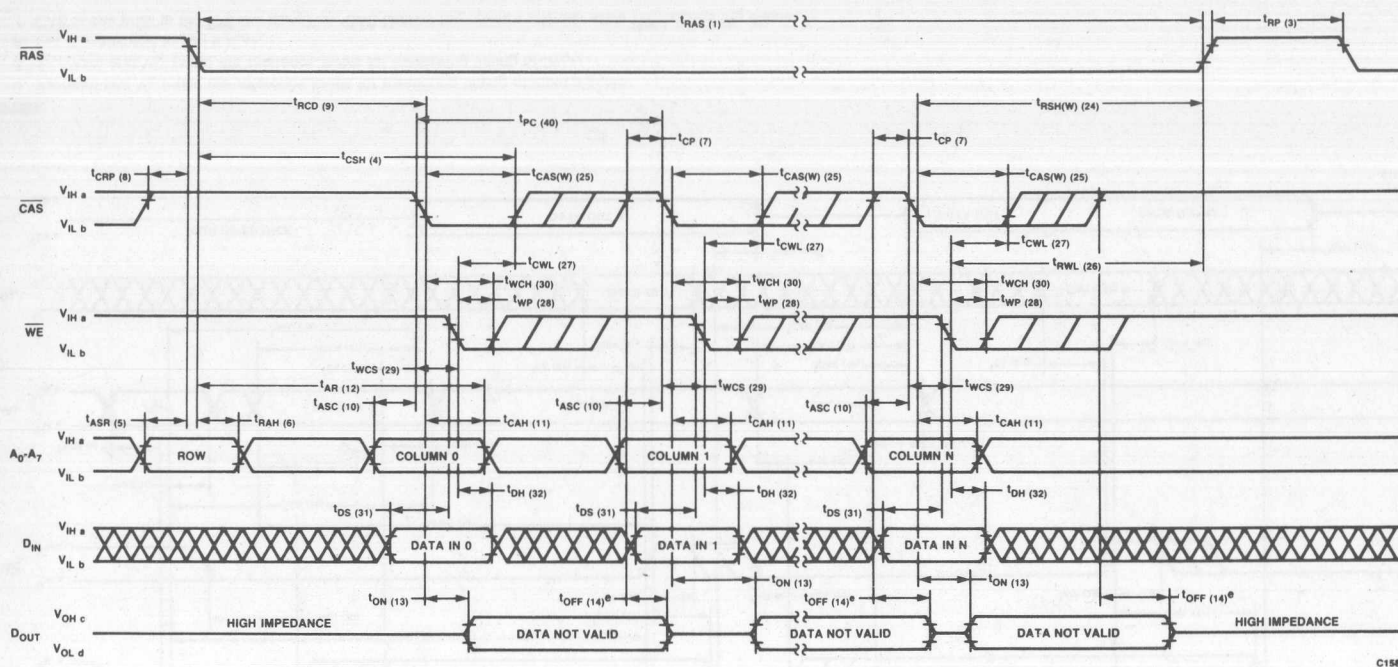 tRAS (1)
tRP (3)
RAS
VIH a
VIL b
tRCD (9)
tRSH(W) (24)
tPC (40)
tCP (7)
tCP (7)
tCSH (4)
tCRP (8)
tCAS(W) (25)
tCAS(W) (25)
tCAS(W) (25)
CAS
VIH a
VIL b
tCWL (27)
tCWL (27)
tCWL (27)
tRWL (26)
tWCH (30)
tWCH (30)
tWCH (30)
tWP (28)
tWP (28)
tWP (28)
WE
VIH a
VIL b
tWCS (29)
tWCS (29)
tWCS (29)
tAR (12)
tASC (10)
tASC (10)
tASC (10)
tASR (5)
tRAH (6)
tCAH (11)
tCAH (11)
tCAH (11)
A0-A7
VIH a
VIL b
ROW
COLUMN 0
COLUMN 1
COLUMN N
tDH (32)
tDH (32)
tDH (32)
tDS (31)
tDS (31)
tDS (31)
DIN
VIH a
VIL b
DATA IN 0
DATA IN 1
DATA IN N
tON (13)
tON (13)
tON (13)
tOFF (14)e
tOFF (14)e
tOFF (14)e
DOUT
VOH c
VOL d
HIGH IMPEDANCE
DATA NOT VALID
DATA NOT VALID
DATA NOT VALID
HIGH IMPEDANCE